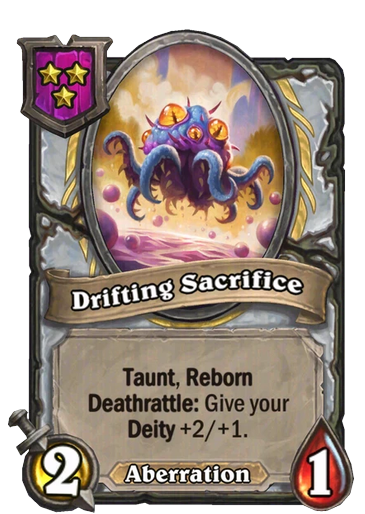 Drifting Sacrifice
Taunt, Reborn
Deathrattle: Give your
Deity +2/+1.
2
Aberration
1